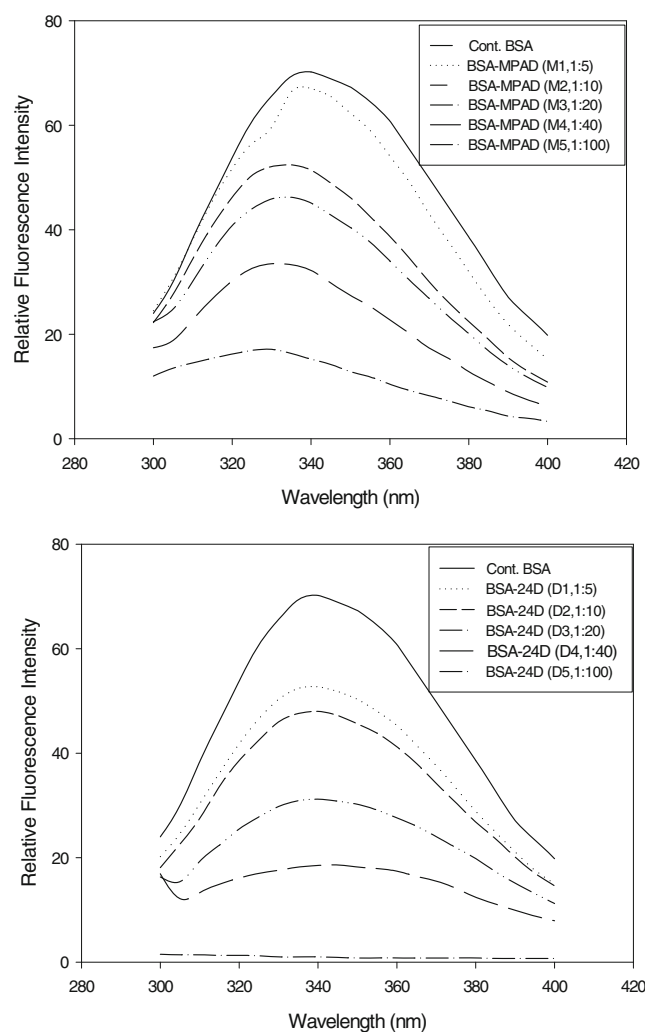 80
60
40
20
0
Relative Fluorescence Intensity
Cont. BSA
BSA-MPAD (M1,1:5)
BSA-MPAD (M2,1:10)
BSA-MPAD (M3,1:20)
BSA-MPAD (M4,1:40)
BSA-MPAD (M5,1:100)
280 300 320 340 360 380 400 420
Wavelength (nm)
80
60
40
20
0
Relative Fluorescence Intensity
Cont. BSA
BSA-24D (D1,1:5)
BSA-24D (D2,1:10)
BSA-24D (D3,1:20)
BSA-24D (D4,1:40)
BSA-24D (D5,1:100)
280 300 320 340 360 380 400 420
Wavelength (nm)